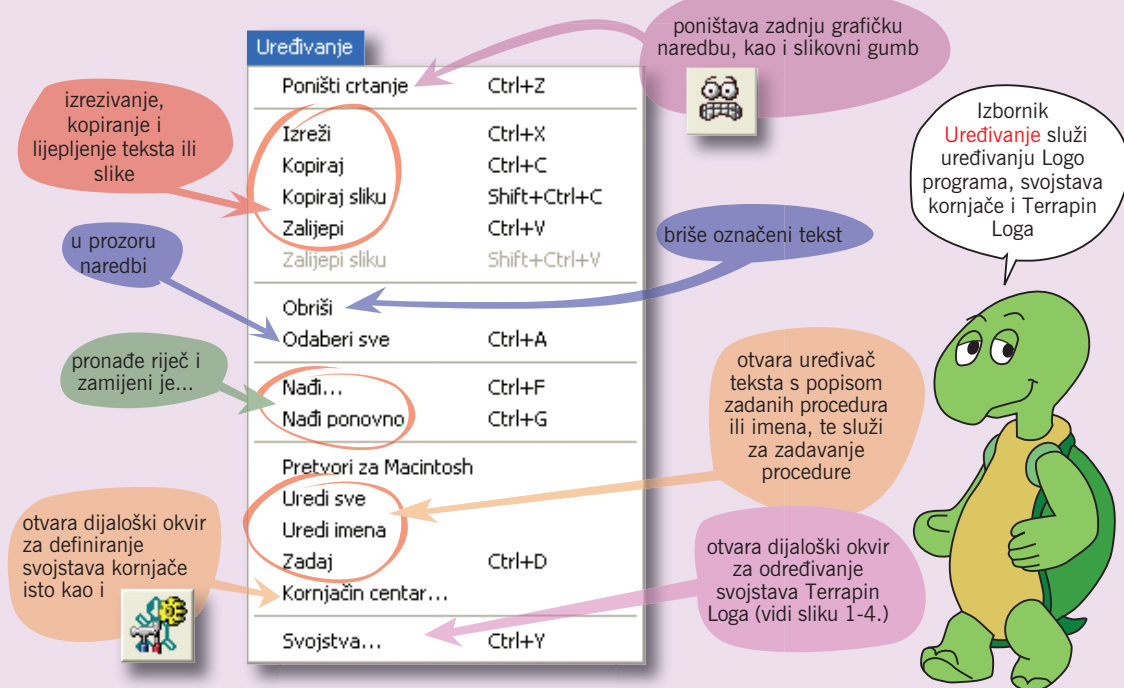 poništava zadnju grafičku
naredbu, kao i slikovni gumb
Uređivanje
Poništi crtanje Ctrl+Z
Izreži Ctrl+X
Kopiraj Ctrl+C
Kopiraj sliku Shift+Ctrl+C
Zalijepi Ctrl+V
Zalijepi sliku Shift+Ctrl+V
Obriši
Odaberi sve Ctrl+A
Nađi... Ctrl+F
Nađi ponovno Ctrl+G
Pretvori za Macintosh
Uredi sve
Uredi imena
Zadaj Ctrl+D
Kornjačin centar...
Svojstva... Ctrl+Y
izrezivanje,
kopiranje i
lijepljenje teksta ili
slike
u prozoru
naredbi
pronađe riječ i
zamijeni je...
otvara dijaloški okvir
za definiranje
svojstava kornjače
isto kao i
briše označeni tekst
otvara uređivač
teksta s popisom
zadanih procedura
ili imena, te služi
za zadavanje
procedure
otvara dijaloški okvir
za određivanje
svojstava Terrapin
Loga (vidi sliku 1-4.)
Izbornik
Uređivanje služi
uređivanju Logo
programa, svojstava
kornjače i Terrapin
Loga